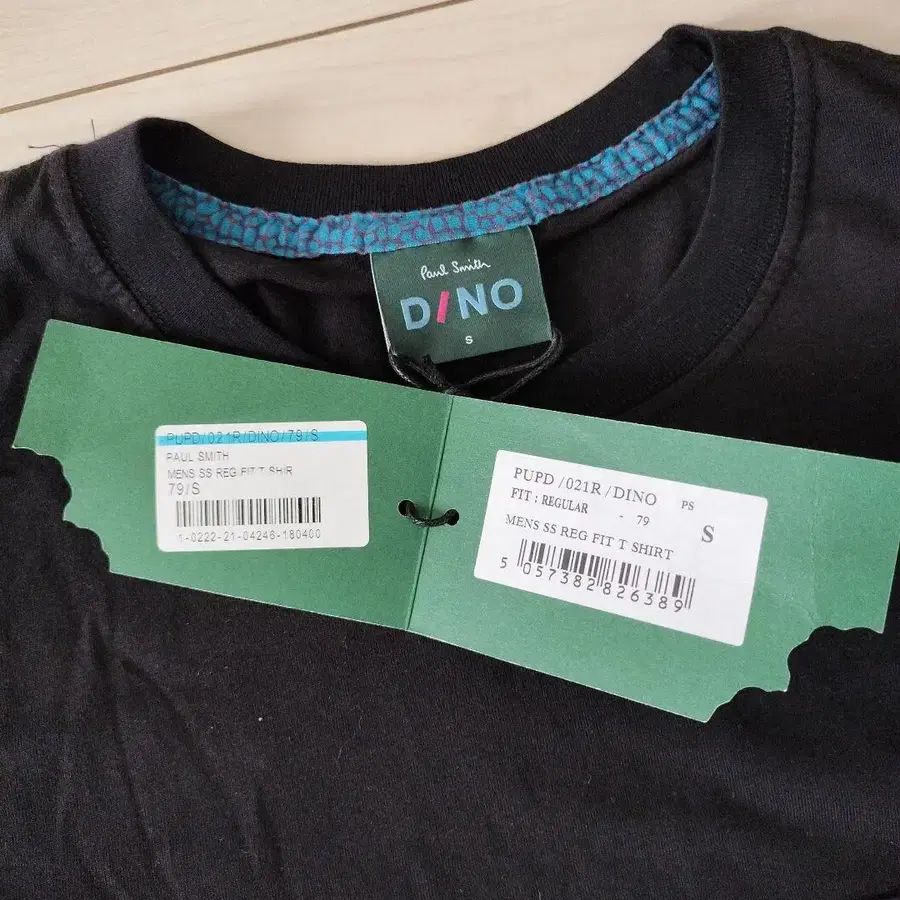 Paul Smith
DINO
S
PUPD/021R/DINO/79/S
PAUL SMITH
MENS SS REG FIT T SHIR
79/S
1-0222-21-04246-180400
PUPD /021R /DINO PS
FIT : REGULAR - 79 S
MENS SS REG FIT T SHIRT
5 057382 826389